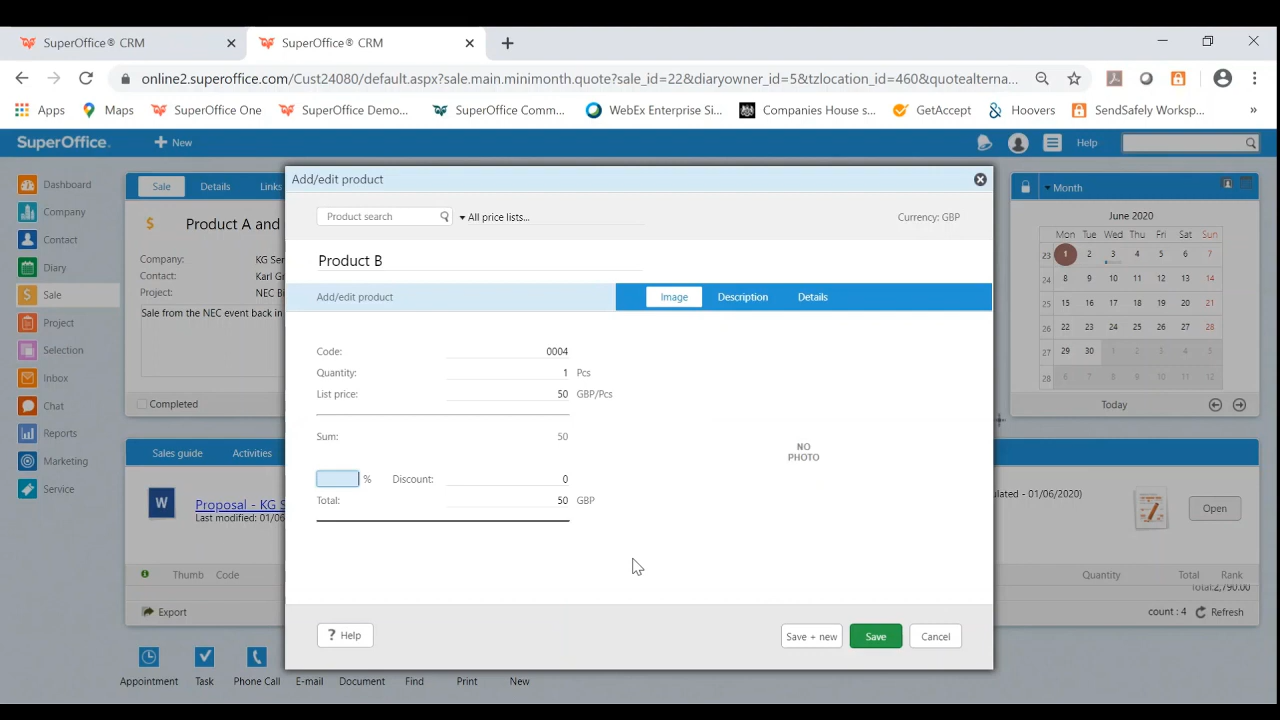 SuperOffice® CRM
SuperOffice® CRM
online2.superoffice.com/Cust24080/default.aspx?sale.main.minimonth.quote?sale_id=22&diaryowner_id=5&tzlocation_id=460&quotealterna...
Apps Maps SuperOffice One SuperOffice Demo... SuperOffice Comm... WebEx Enterprise Si... Companies House s... GetAccept Hoovers SendSafely Worksp... »
SuperOffice. New Help
Dashboard
Company
Contact
Diary
Sale
Project
Selection
Inbox
Chat
Reports
Marketing
Service
Sale Details Links
Product A and
Company: KG Ser
Contact: Karl Gr
Project: NEC Bi
Sale from the NEC event back in
Completed
Sales guide Activities
Proposal - KG S
Last modified: 01/06
Thumb Code
Export
Appointment Task Phone Call E-mail Document Find Print New
Add/edit product
Product search All price lists... Currency: GBP
Product B
Add/edit product Image Description Details
Code: 0004
Quantity: 1 Pcs
List price: 50 GBP/Pcs
Sum: 50
% Discount: 0
Total: 50 GBP
NO
PHOTO
? Help Save + new Save Cancel
Month
June 2020
Mon Tue Wed Thu Fri Sat Sun
23 1 2 3 4 5 6 7
24 8 9 10 11 12 13 14
25 15 16 17 18 19 20 21
26 22 23 24 25 26 27 28
27 29 30 1 2 3 4 5
28 6 7 8 9 10 11 12
Today
ulated - 01/06/2020)
Open
Quantity Total Rank
Total:2,790.00
count : 4 Refresh